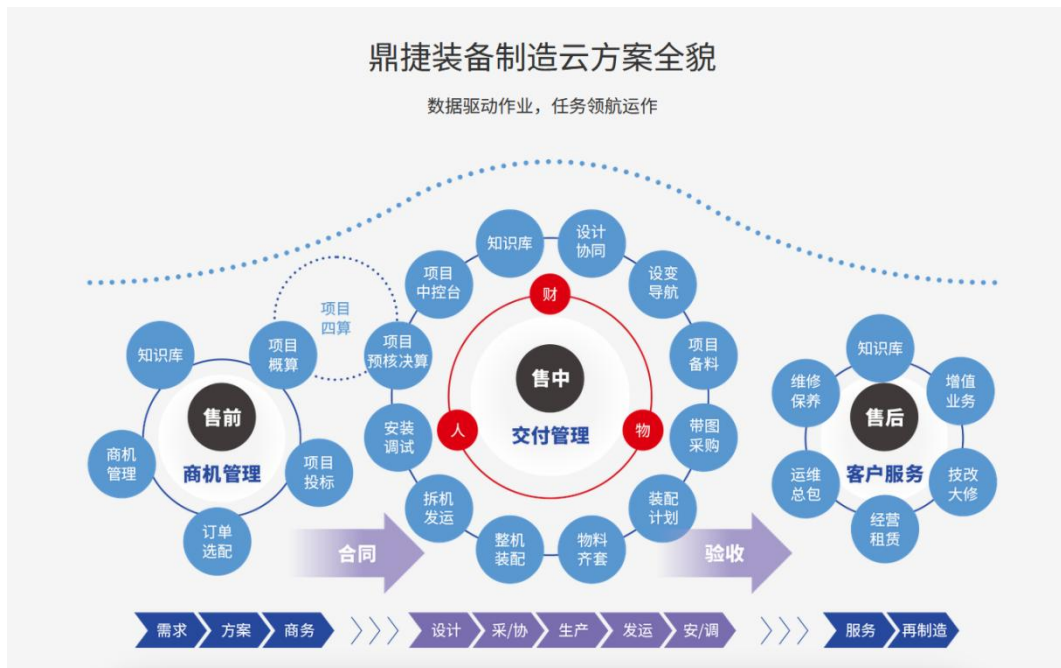 鼎捷装备制造云方案全貌
数据驱动作业，任务领航运作
项目
四算
知识库
项目
概算
商机
管理
项目
投标
订单
选配
售前
商机管理
合同
知识库
设计
协同
项目
中控台
设变
导航
项目
预核决算
项目
备料
安装
调试
带图
采购
拆机
发运
装配
计划
整机
装配
物料
齐套
财
人
物
售中
交付管理
验收
知识库
维修
保养
增值
业务
运维
总包
技改
大修
经营
租赁
售后
客户服务
需求
方案
商务
设计
采/协
生产
发运
安/调
服务
再制造